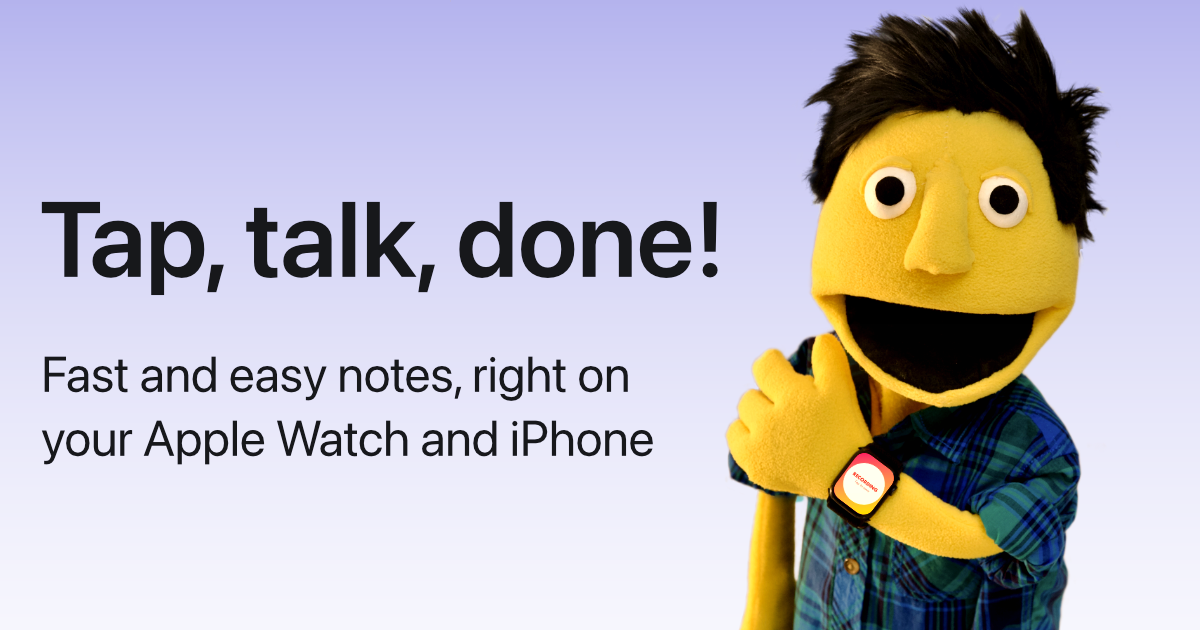 Tap, talk, done!
Fast and easy notes, right on
your Apple Watch and iPhone
RECORDING